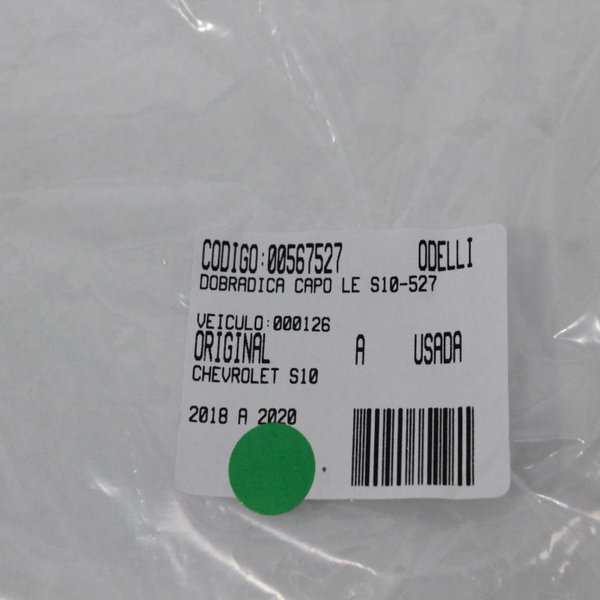 CODIGO:00567527 ODELLI
DOBRADICA CAPO LE S10-527
VEICULO:000126
ORIGINAL A USADA
CHEVROLET S10
2018 A 2020